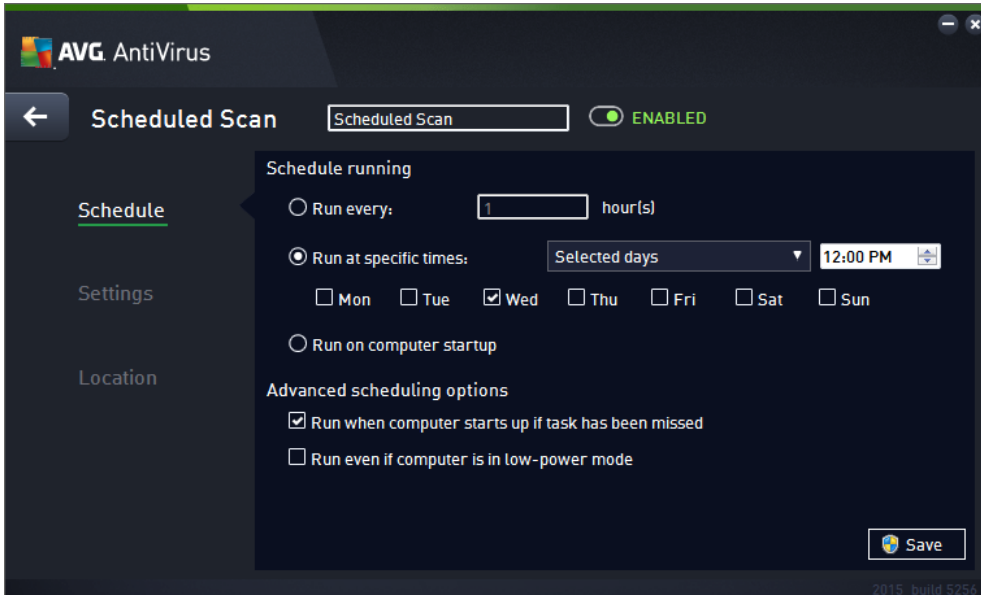 AVG AntiVirus
Scheduled Scan
Scheduled Scan
ENABLED
Schedule
Settings
Location
Schedule running
Run every:
1
hour(s)
Run at specific times:
Selected days
12:00 PM
Mon Tue Wed Thu Fri Sat Sun
Run on computer startup
Advanced scheduling options
Run when computer starts up if task has been missed
Run even if computer is in low-power mode
Save
2015 build 5256